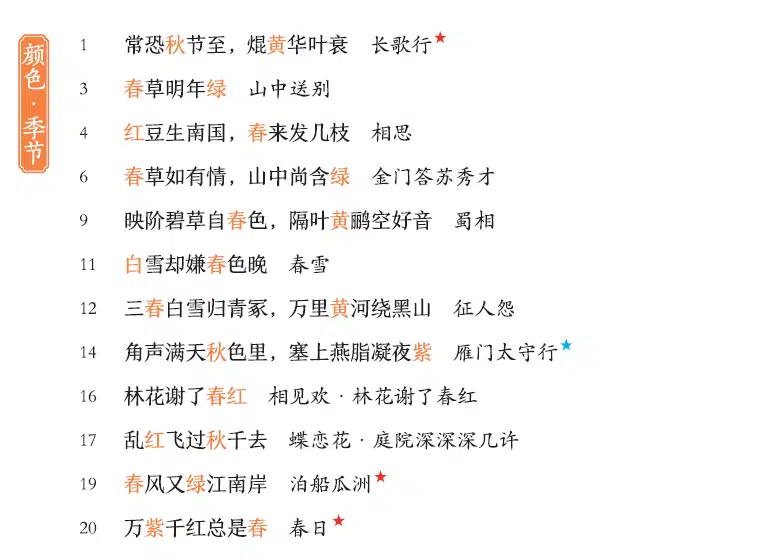 颜色·季节
1 常恐秋节至，焜黄华叶衰 长歌行★
3 春草明年绿 山中送别
4 红豆生南国，春来发几枝 相思
6 春草如有情，山中尚含绿 金门答苏秀才
9 映阶碧草自春色，隔叶黄鹂空好音 蜀相
11 白雪却嫌春色晚 春雪
12 三春白雪归青冢，万里黄河绕黑山 征人怨
14 角声满天秋色里，塞上燕脂凝夜紫 雁门太守行★
16 林花谢了春红 相见欢·林花谢了春红
17 乱红飞过秋千去 蝶恋花·庭院深深深几许
19 春风又绿江南岸 泊船瓜洲★
20 万紫千红总是春 春日★